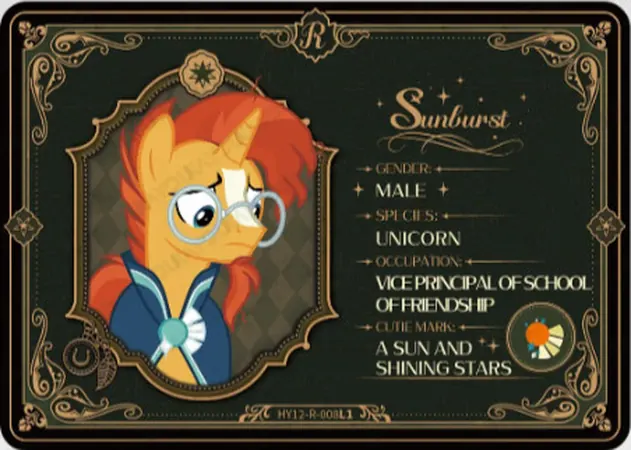 R
Sunburst
GENDER:
MALE
SPECIES:
UNICORN
OCCUPATION:
VICE PRINCIPAL OF SCHOOL
OF FRIENDSHIP
CUTIE MARK:
A SUN AND
SHINING STARS
HY12-R-008L1